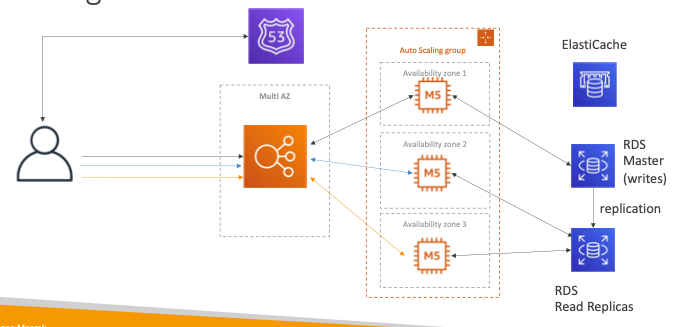 53
ElastiCache
Auto Scaling group
Availability zone 1
Multi AZ
M5
Availability zone 2
RDS
Master
(writes)
M5
replication
Availability zone 3
M5
RDS
Read Replicas